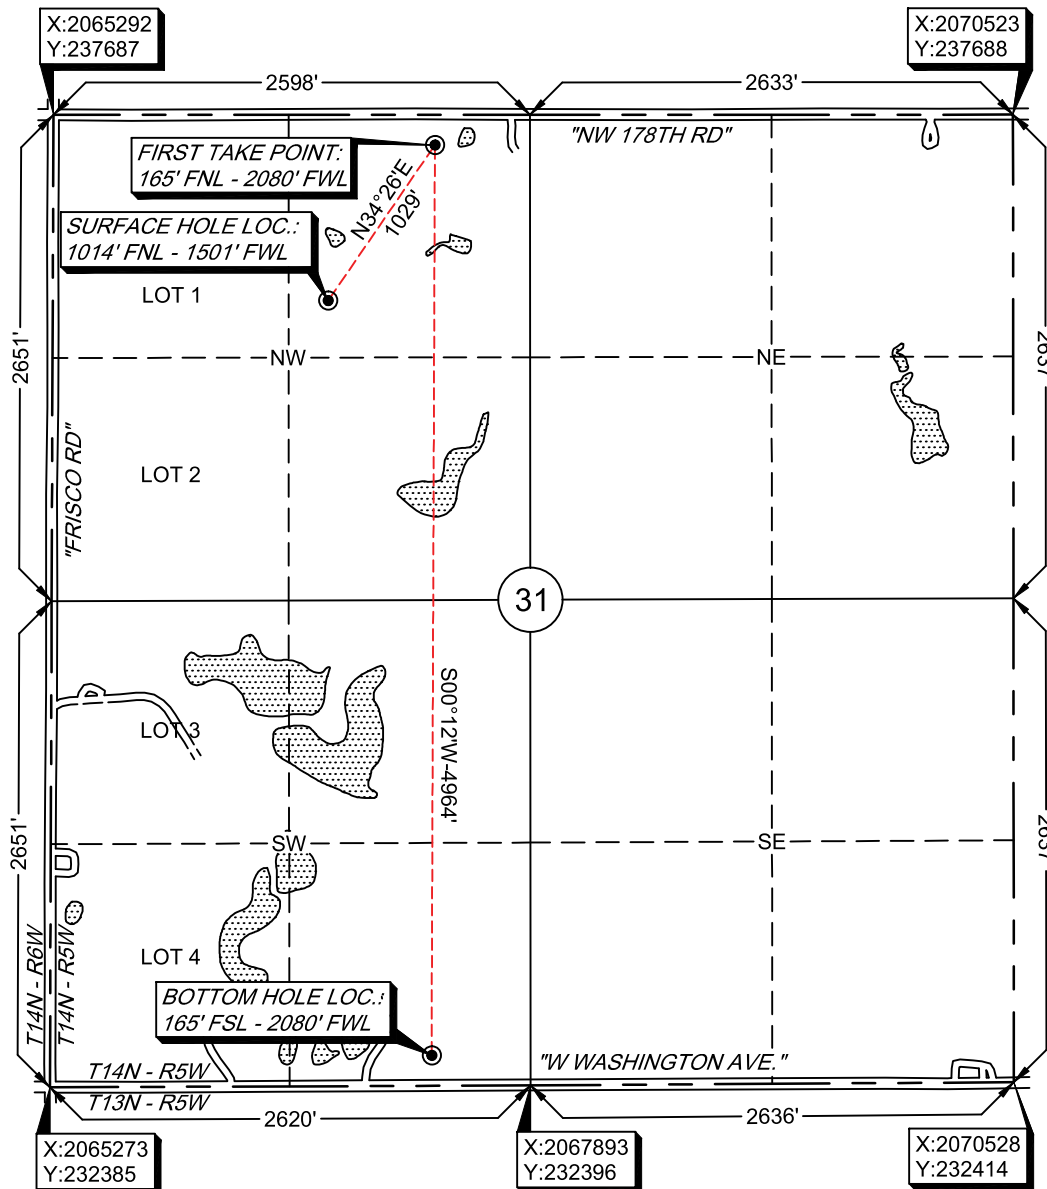 X:2065292
Y:237687
X:2070523
Y:237688
2598'
2633'
"NW 178TH RD"
FIRST TAKE POINT:
165' FNL - 2080' FWL
N34°26'E
1029'
SURFACE HOLE LOC.:
1014' FNL - 1501' FWL
LOT 1
2651'
2637'
NW
NE
"FRISCO RD"
LOT 2
31
S00°12'W-4964'
LOT 3
2651'
2637'
SW
SE
LOT 4
T14N - R6W
T14N - R5W
BOTTOM HOLE LOC.:
165' FSL - 2080' FWL
T14N - R5W
"W WASHINGTON AVE."
T13N - R5W
2620'
2636'
X:2065273
Y:232385
X:2067893
Y:232396
X:2070528
Y:232414